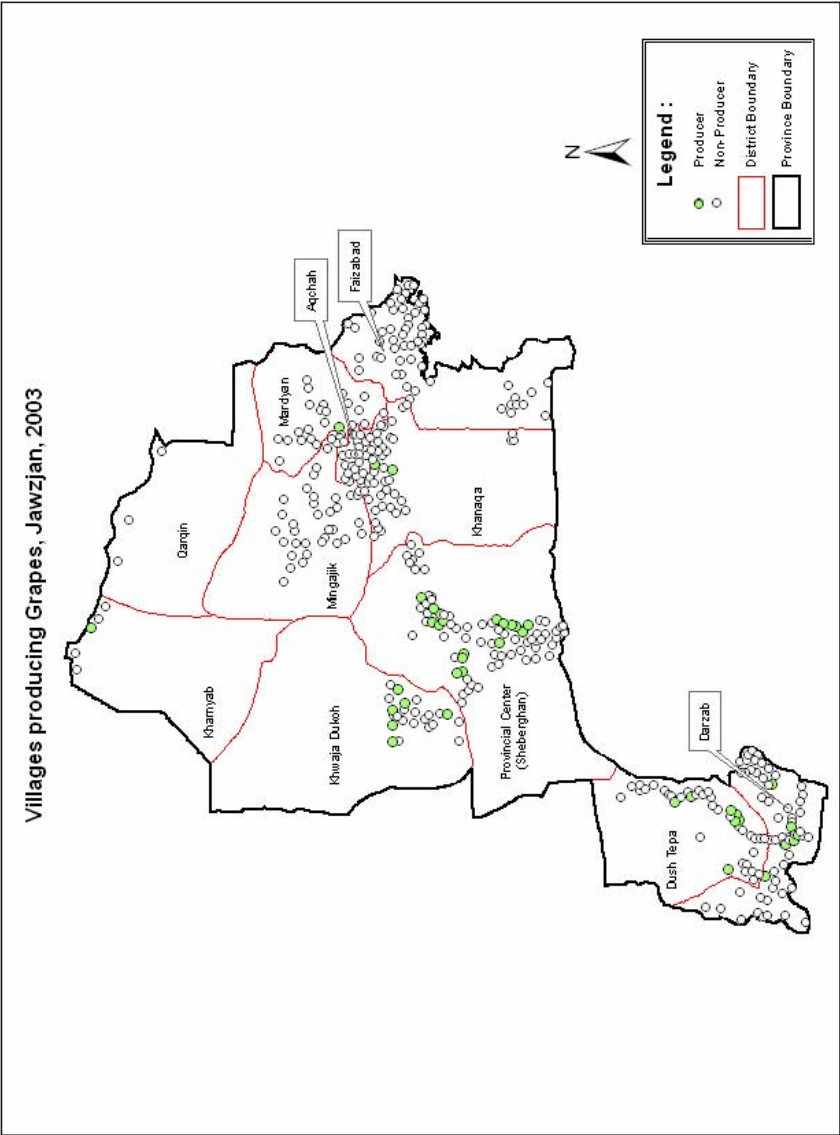 Villages producing Grapes, Jawzjan, 2003
N
Legend :
Producer
Non-Producer
District Boundary
Province Boundary
Aqchah
Faizabad
Mardyan
Qarqin
Mingajik
Khanaqa
Khamyab
Khwaja Dukoh
Provincial Center
(Sheberghan)
Darzab
Dush Tepa